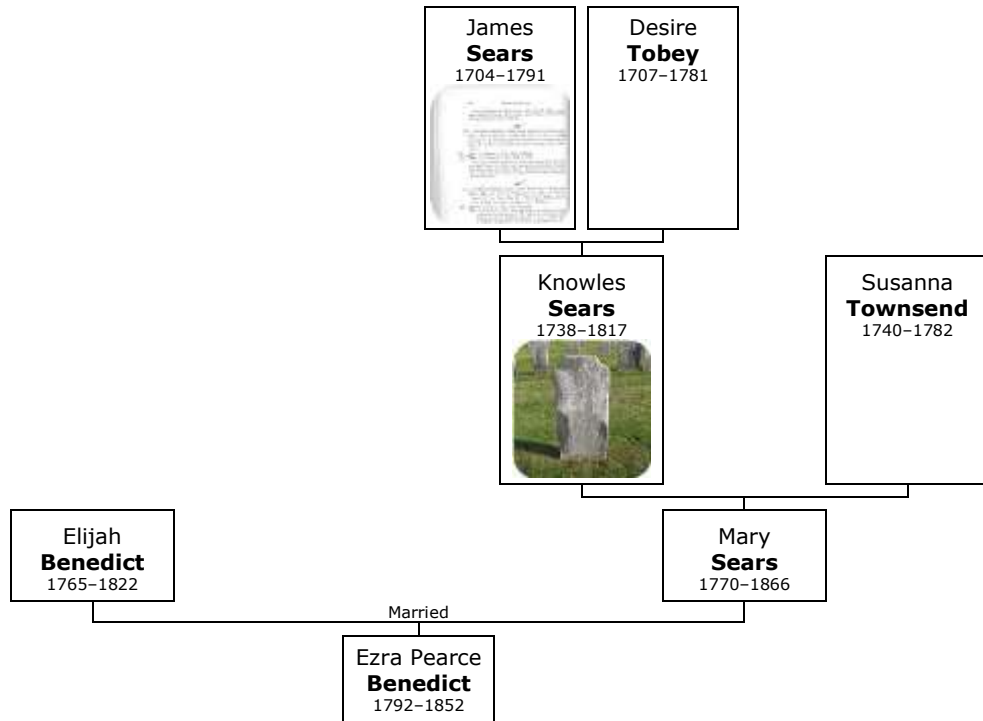 James
Sears
1704–1791
Desire
Tobey
1707–1781
Knowles
Sears
1738–1817
Susanna
Townsend
1740–1782
Elijah
Benedict
1765–1822
Mary
Sears
1770–1866
Married
Ezra Pearce
Benedict
1792–1852